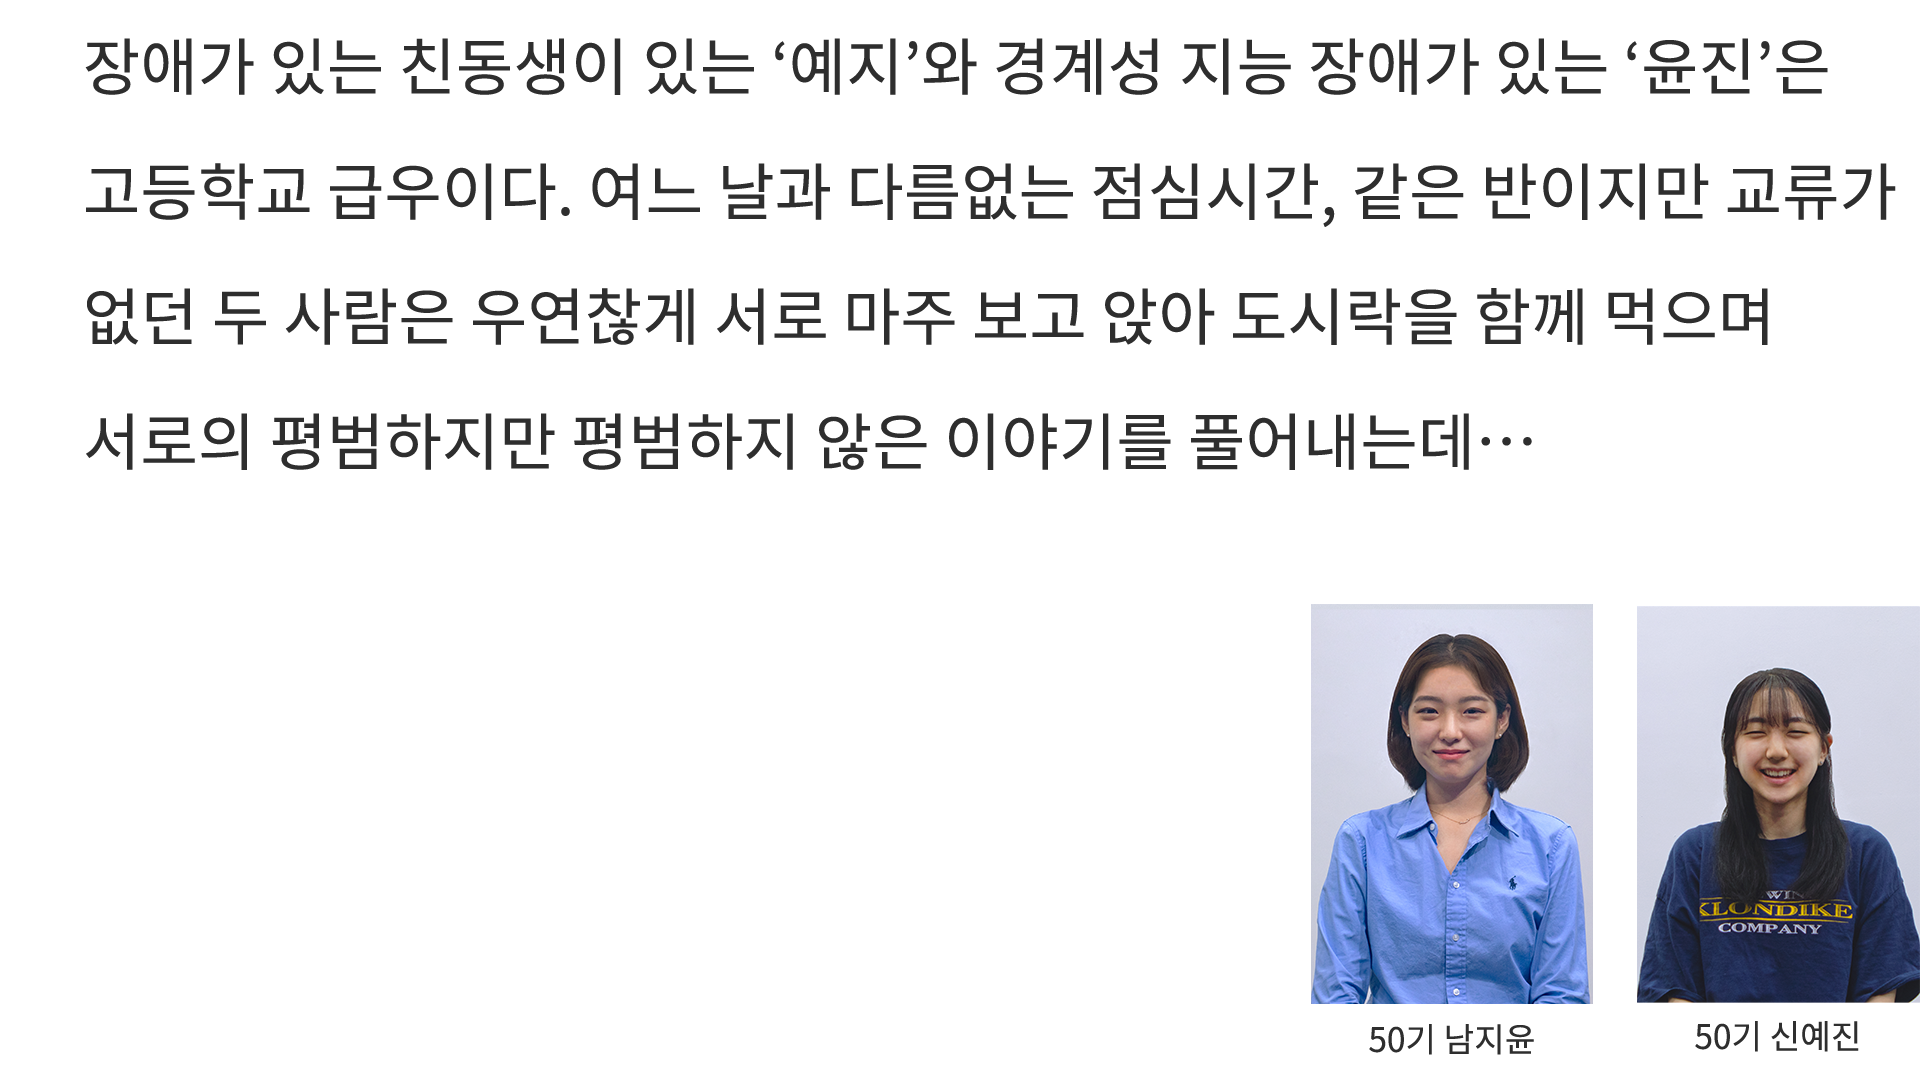 장애가 있는 친동생이 있는 ‘예지’와 경계성 지능 장애가 있는 ‘윤진’은
고등학교 급우이다. 여느 날과 다름없는 점심시간, 같은 반이지만 교류가
없던 두 사람은 우연찮게 서로 마주 보고 앉아 도시락을 함께 먹으며
서로의 평범하지만 평범하지 않은 이야기를 풀어내는데…
WIN
KLONDIKE
COMPANY
50기 남지윤
50기 신예진